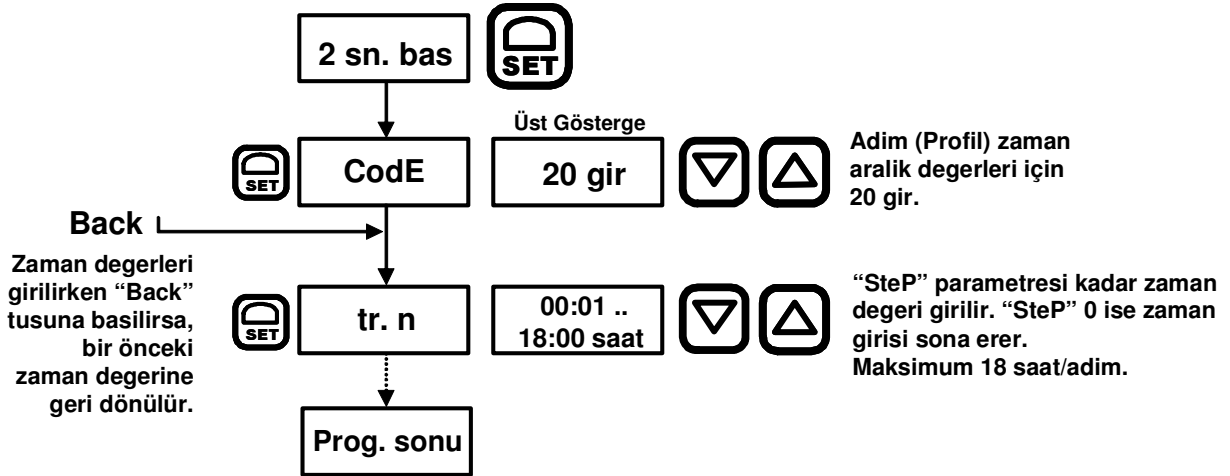 2 sn. bas
SET
Üst Gösterge
SET
CodE
20 gir
Adim (Profil) zaman
aralik degerleri için
20 gir.
Back
Zaman degerleri
girilirken “Back”
tusuna basilirsa,
bir önceki
zaman degerine
geri dönülür.
SET
tr. n
00:01 ..
18:00 saat
“SteP” parametresi kadar zaman
degeri girilir. “SteP” 0 ise zaman
girisi sona erer.
Maksimum 18 saat/adim.
Prog. sonu